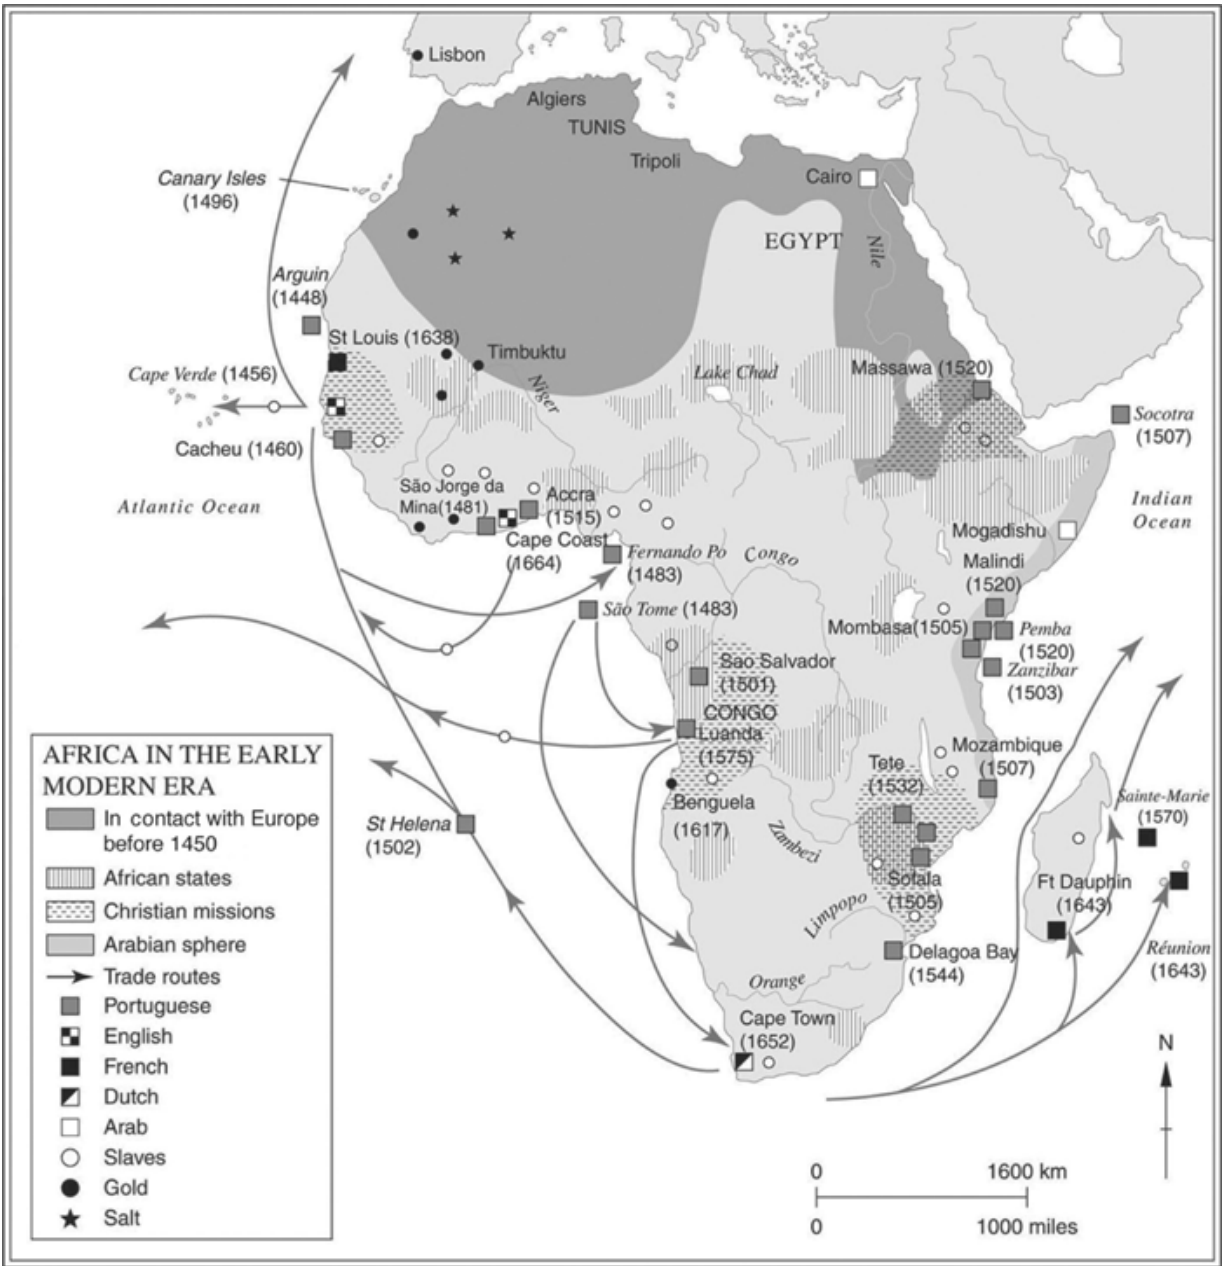 Lisbon
Algiers
TUNIS
Tripoli
Cairo
Canary Isles
(1496)
EGYPT
Nile
Arguin
(1448)
St Louis (1638)
Timbuktu
Niger
Lake Chad
Massawa (1520)
Cape Verde (1456)
Socotra
(1507)
Cacheu (1460)
São Jorge da
Mina(1481)
Accra
(1515)
Atlantic Ocean
Indian
Ocean
Mogadishu
Cape Coast
(1664)
Fernando Po
(1483)
Congo
Malindi
(1520)
São Tome (1483)
Mombasa(1505)
Pemba
(1520)
Sao Salvador
(1501)
Zanzibar
(1503)
CONGO
Luanda
(1575)
Mozambique
(1507)
Tete
(1532)
Benguela
(1617)
Sainte-Marie
(1570)
St Helena
(1502)
Zambezi
Sofala
(1505)
Ft Dauphin
(1643)
Limpopo
Delagoa Bay
(1544)
Réunion
(1643)
Orange
Cape Town
(1652)
AFRICA IN THE EARLY
MODERN ERA
In contact with Europe
before 1450
African states
Christian missions
Arabian sphere
Trade routes
Portuguese
English
French
Dutch
Arab
Slaves
Gold
Salt
N
0 1600 km
0 1000 miles